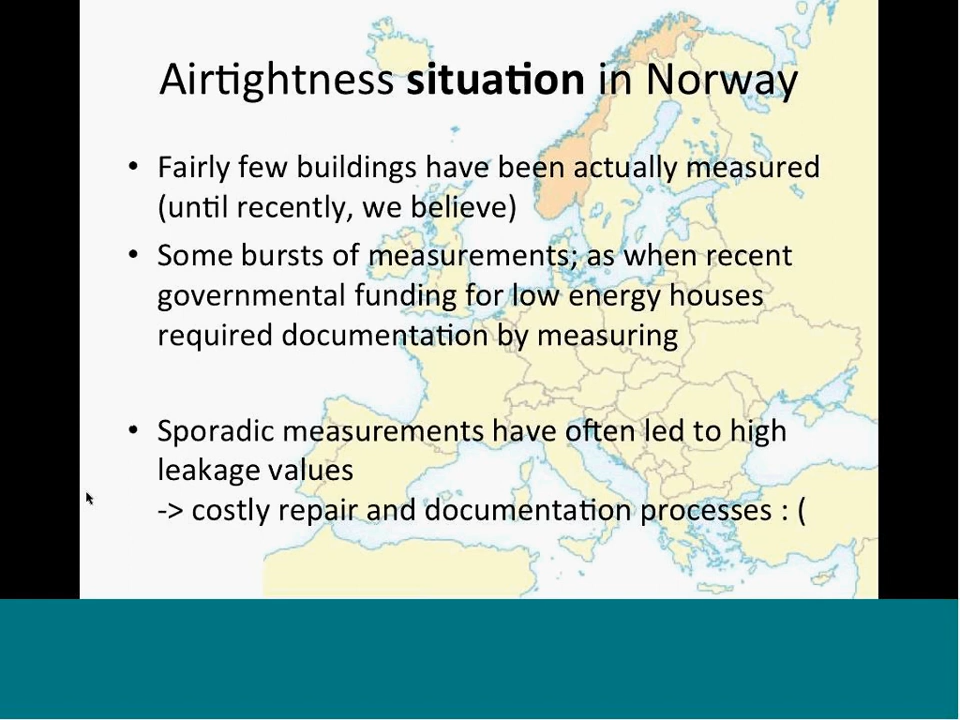 Airtightness situation in Norway
• Fairly few buildings have been actually measured
(until recently, we believe)
• Some bursts of measurements; as when recent
governmental funding for low energy houses
required documentation by measuring
• Sporadic measurements have often led to high
leakage values
-> costly repair and documentation processes : (